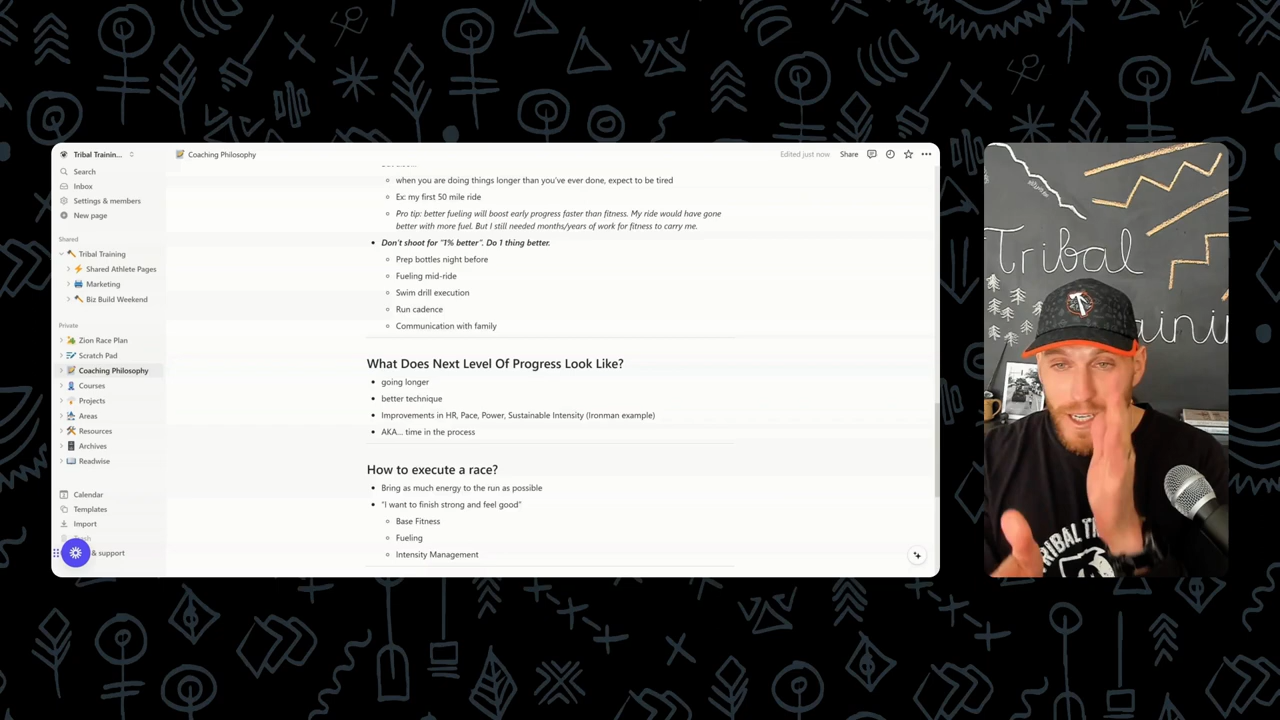 Tribal Trainin...
Search
Inbox
Settings & members
New page
Shared
Tribal Training
Shared Athlete Pages
Marketing
Biz Build Weekend
Private
Zion Race Plan
Scratch Pad
Coaching Philosophy
Courses
Projects
Areas
Resources
Archives
Readwise
Calendar
Templates
Import
& support
Coaching Philosophy
Edited just now
Share
when you are doing things longer than you've ever done, expect to be tired
Ex: my first 50 mile ride
Pro tip: better fueling will boost early progress faster than fitness. My ride would have gone
better with more fuel. But I still needed months/years of work for fitness to carry me.
Don't shoot for "1% better". Do 1 thing better.
Prep bottles night before
Fueling mid-ride
Swim drill execution
Run cadence
Communication with family
What Does Next Level Of Progress Look Like?
going longer
better technique
Improvements in HR, Pace, Power, Sustainable Intensity (Ironman example)
AKA... time in the process
How to execute a race?
Bring as much energy to the run as possible
"I want to finish strong and feel good"
Base Fitness
Fueling
Intensity Management
Tribal
TRIBAL